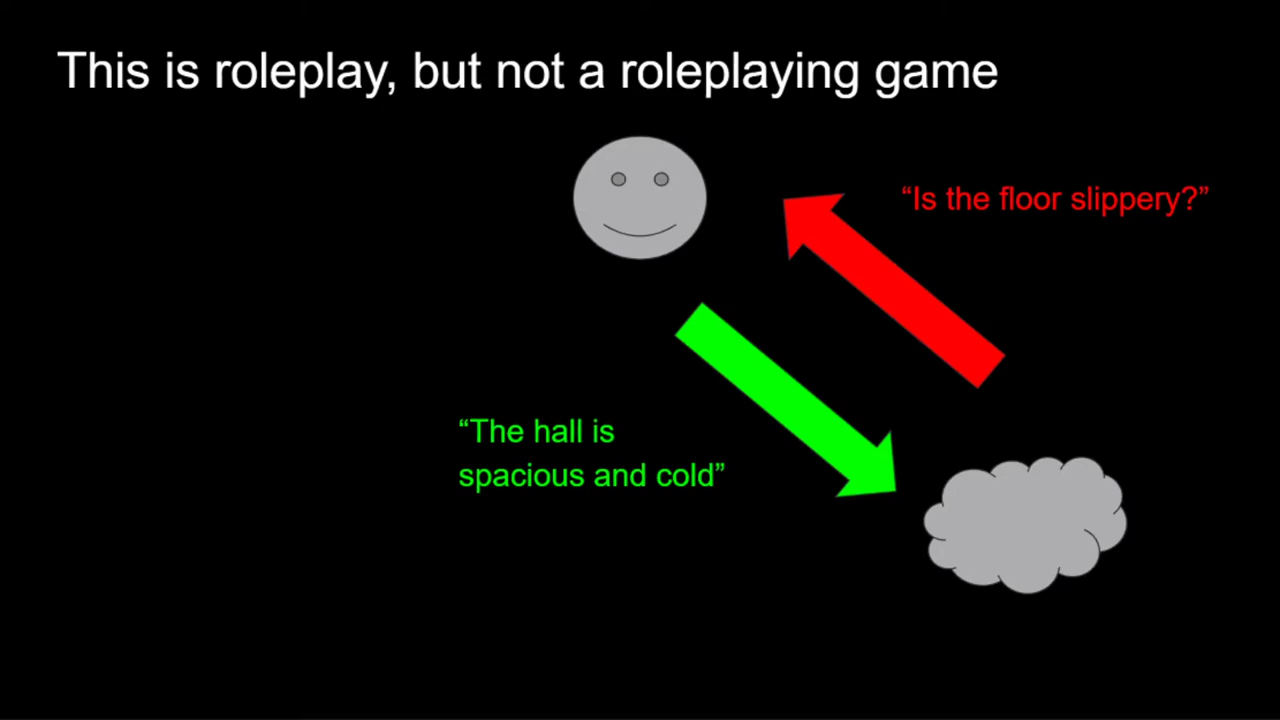 This is roleplay, but not a roleplaying game
“Is the floor slippery?”
“The hall is
spacious and cold”